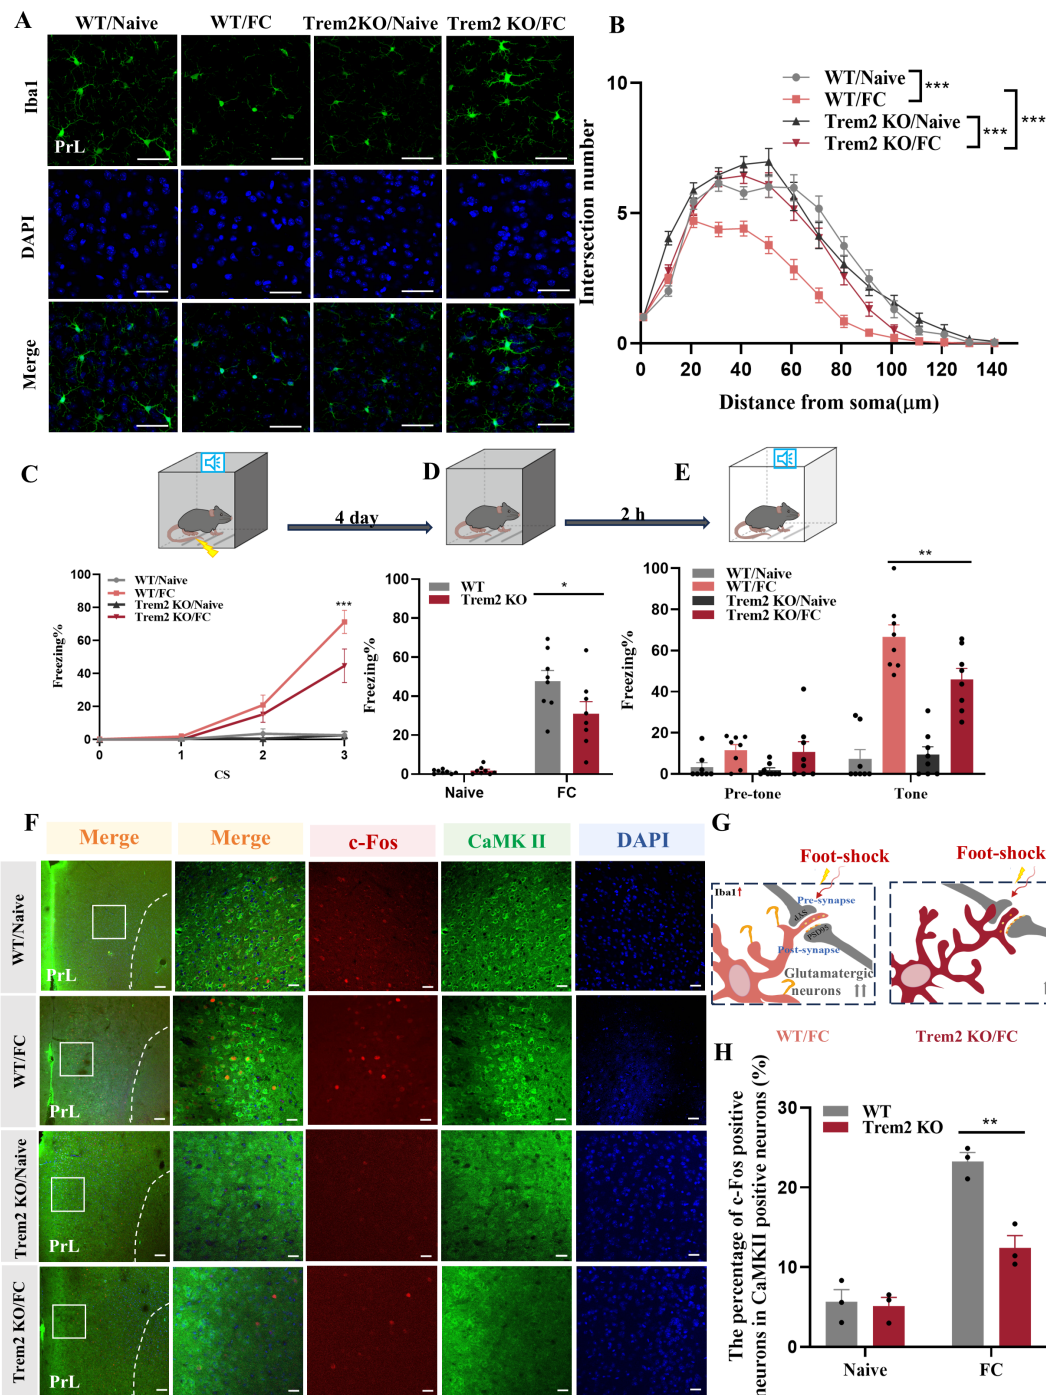 A
WT/Naive
WT/FC
Trem2KO/Naive
Trem2 KO/FC
Iba1
PrL
DAPI
Merge
B
10
5
0
Intersection number
WT/Naive
WT/FC
Trem2 KO/Naive
Trem2 KO/FC
***
***
***
0
20
40
60
80
100
120
140
Distance from soma(μm)
C
4 day
D
2 h
E
100
80
60
40
20
0
Freezing%
WT/Naive
WT/FC
Trem2 KO/Naive
Trem2 KO/FC
***
0
1
2
3
CS
100
80
60
40
20
0
Freezing%
WT
Trem2 KO
*
Naive
FC
100
80
60
40
20
0
Freezing%
WT/Naive
WT/FC
Trem2 KO/Naive
Trem2 KO/FC
**
Pre-tone
Tone
F
Merge
Merge
c-Fos
CaMK II
DAPI
WT/Naive
PrL
WT/FC
PrL
Trem2 KO/Naive
PrL
Trem2 KO/FC
PrL
G
Foot-shock
Foot-shock
Iba1↑
Pre-synapse
SYP
PSD95
Post-synapse
Glutamatergic
neurons ↑↑
WT/FC
Trem2 KO/FC
H
The percentage of c-Fos positive
neurons in CaMKII positive neurons (%)
30
20
10
0
WT
Trem2 KO
**
Naive
FC